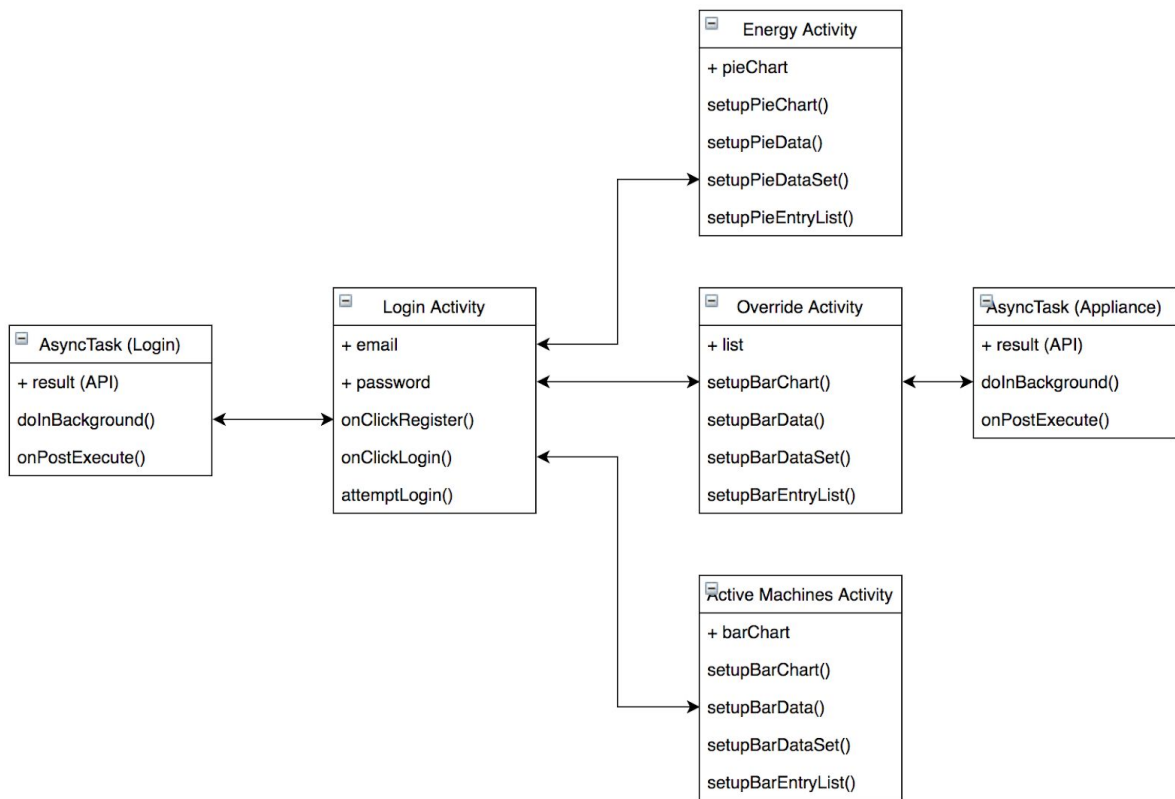 Energy Activity
+ pieChart
setupPieChart()
setupPieData()
setupPieDataSet()
setupPieEntryList()
AsyncTask (Login)
+ result (API)
doInBackground()
onPostExecute()
Login Activity
+ email
+ password
onClickRegister()
onClickLogin()
attemptLogin()
Override Activity
+ list
setupBarChart()
setupBarData()
setupBarDataSet()
setupBarEntryList()
AsyncTask (Appliance)
+ result (API)
doInBackground()
onPostExecute()
Active Machines Activity
+ barChart
setupBarChart()
setupBarData()
setupBarDataSet()
setupBarEntryList()